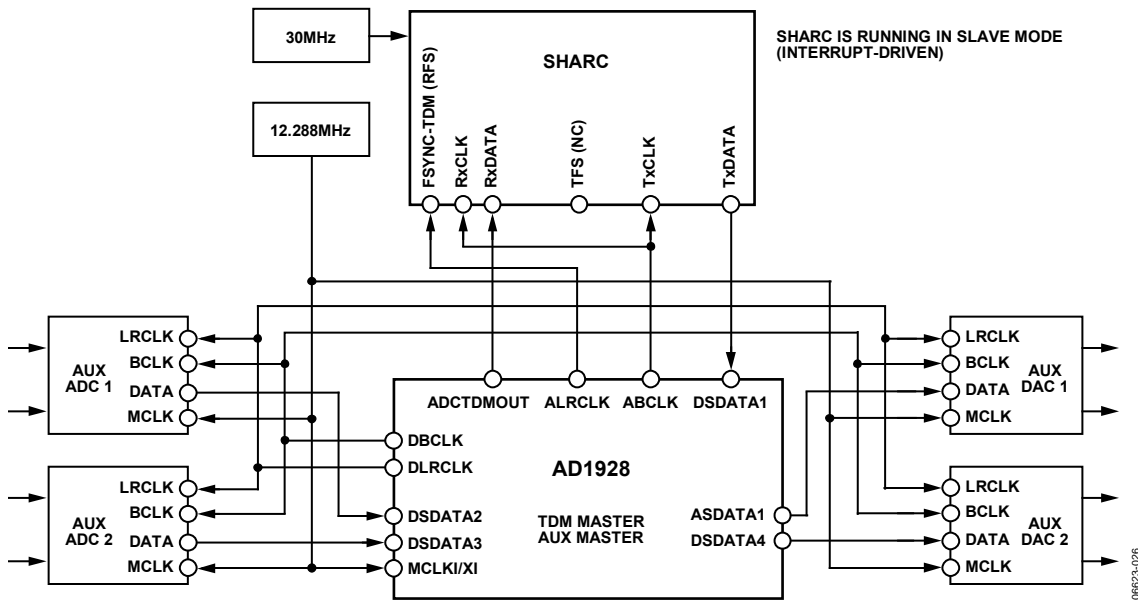 30MHz
SHARC
SHARC IS RUNNING IN SLAVE MODE
(INTERRUPT-DRIVEN)
12.288MHz
FSYNC-TDM (RFS)
RxCLK
RxDATA
TFS (NC)
TxCLK
TxDATA
LRCLK
BCLK
DATA
MCLK
AUX
ADC 1
LRCLK
BCLK
DATA
MCLK
AUX
ADC 2
ADCTDMOUT
ALRCLK
ABCLK
DSDATA1
DBCLK
DLRCLK
DSDATA2
DSDATA3
MCLKI/XI
AD1928
TDM MASTER
AUX MASTER
ASDATA1
DSDATA4
LRCLK
BCLK
DATA
MCLK
AUX
DAC 1
LRCLK
BCLK
DATA
MCLK
AUX
DAC 2
06623-026